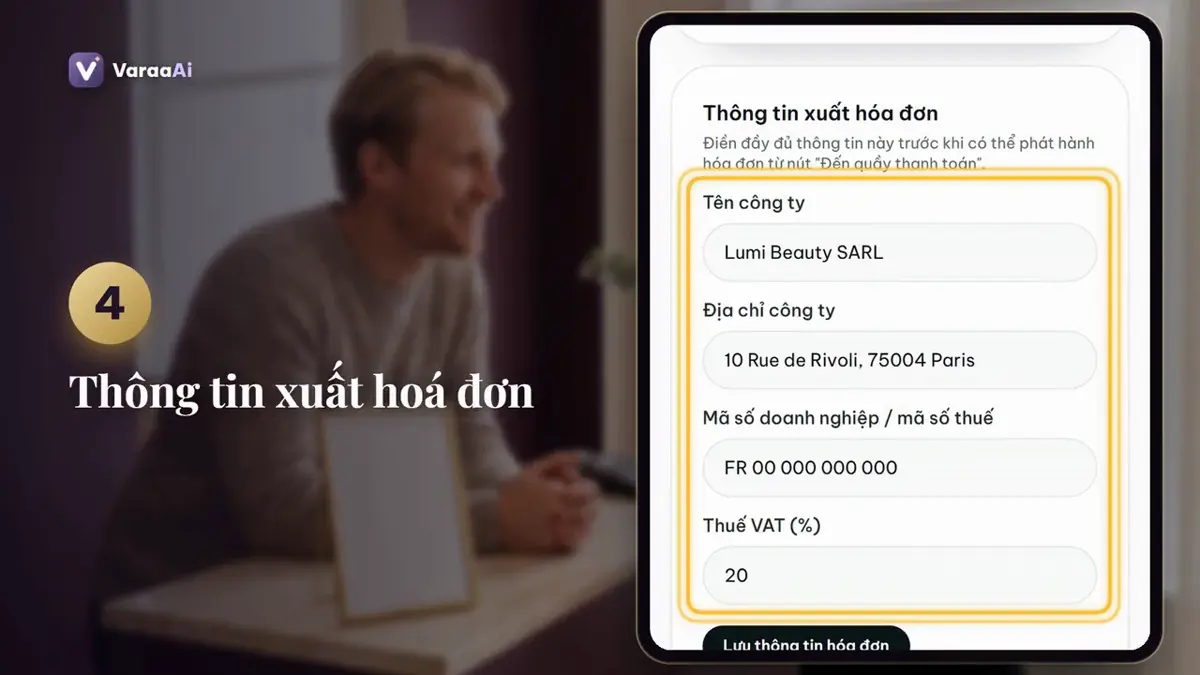 VaraaAi
4
Thông tin xuất hoá đơn
Thông tin xuất hóa đơn
Điền đầy đủ thông tin này trước khi có thể phát hành
hóa đơn từ nút "Đến quầy thanh toán".
Tên công ty
Lumi Beauty SARL
Địa chỉ công ty
10 Rue de Rivoli, 75004 Paris
Mã số doanh nghiệp / mã số thuế
FR 00 000 000 000
Thuế VAT (%)
20
Lưu thông tin hóa đơn